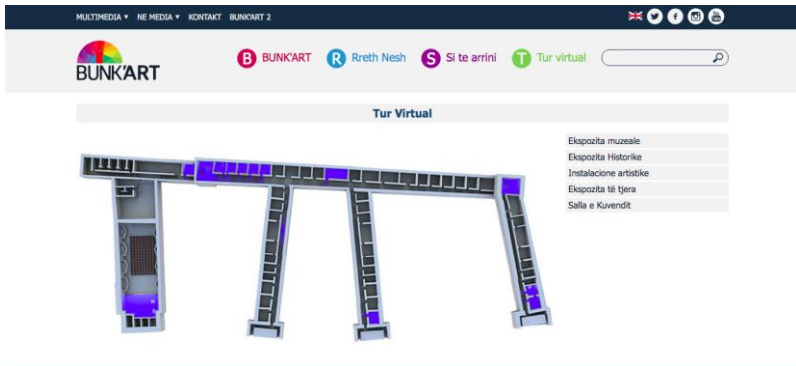 MULTIMEDIA ▾ NE MEDIA ▾ KONTAKT BUNK'ART 2
BUNK'ART
B BUNK'ART R Rreth Nesh S Si te arrini T Tur virtual
Tur Virtual
Ekspozita muzeale
Ekspozita Historike
Instalacione artistike
Ekspozita të tjera
Salla e Kuvendit